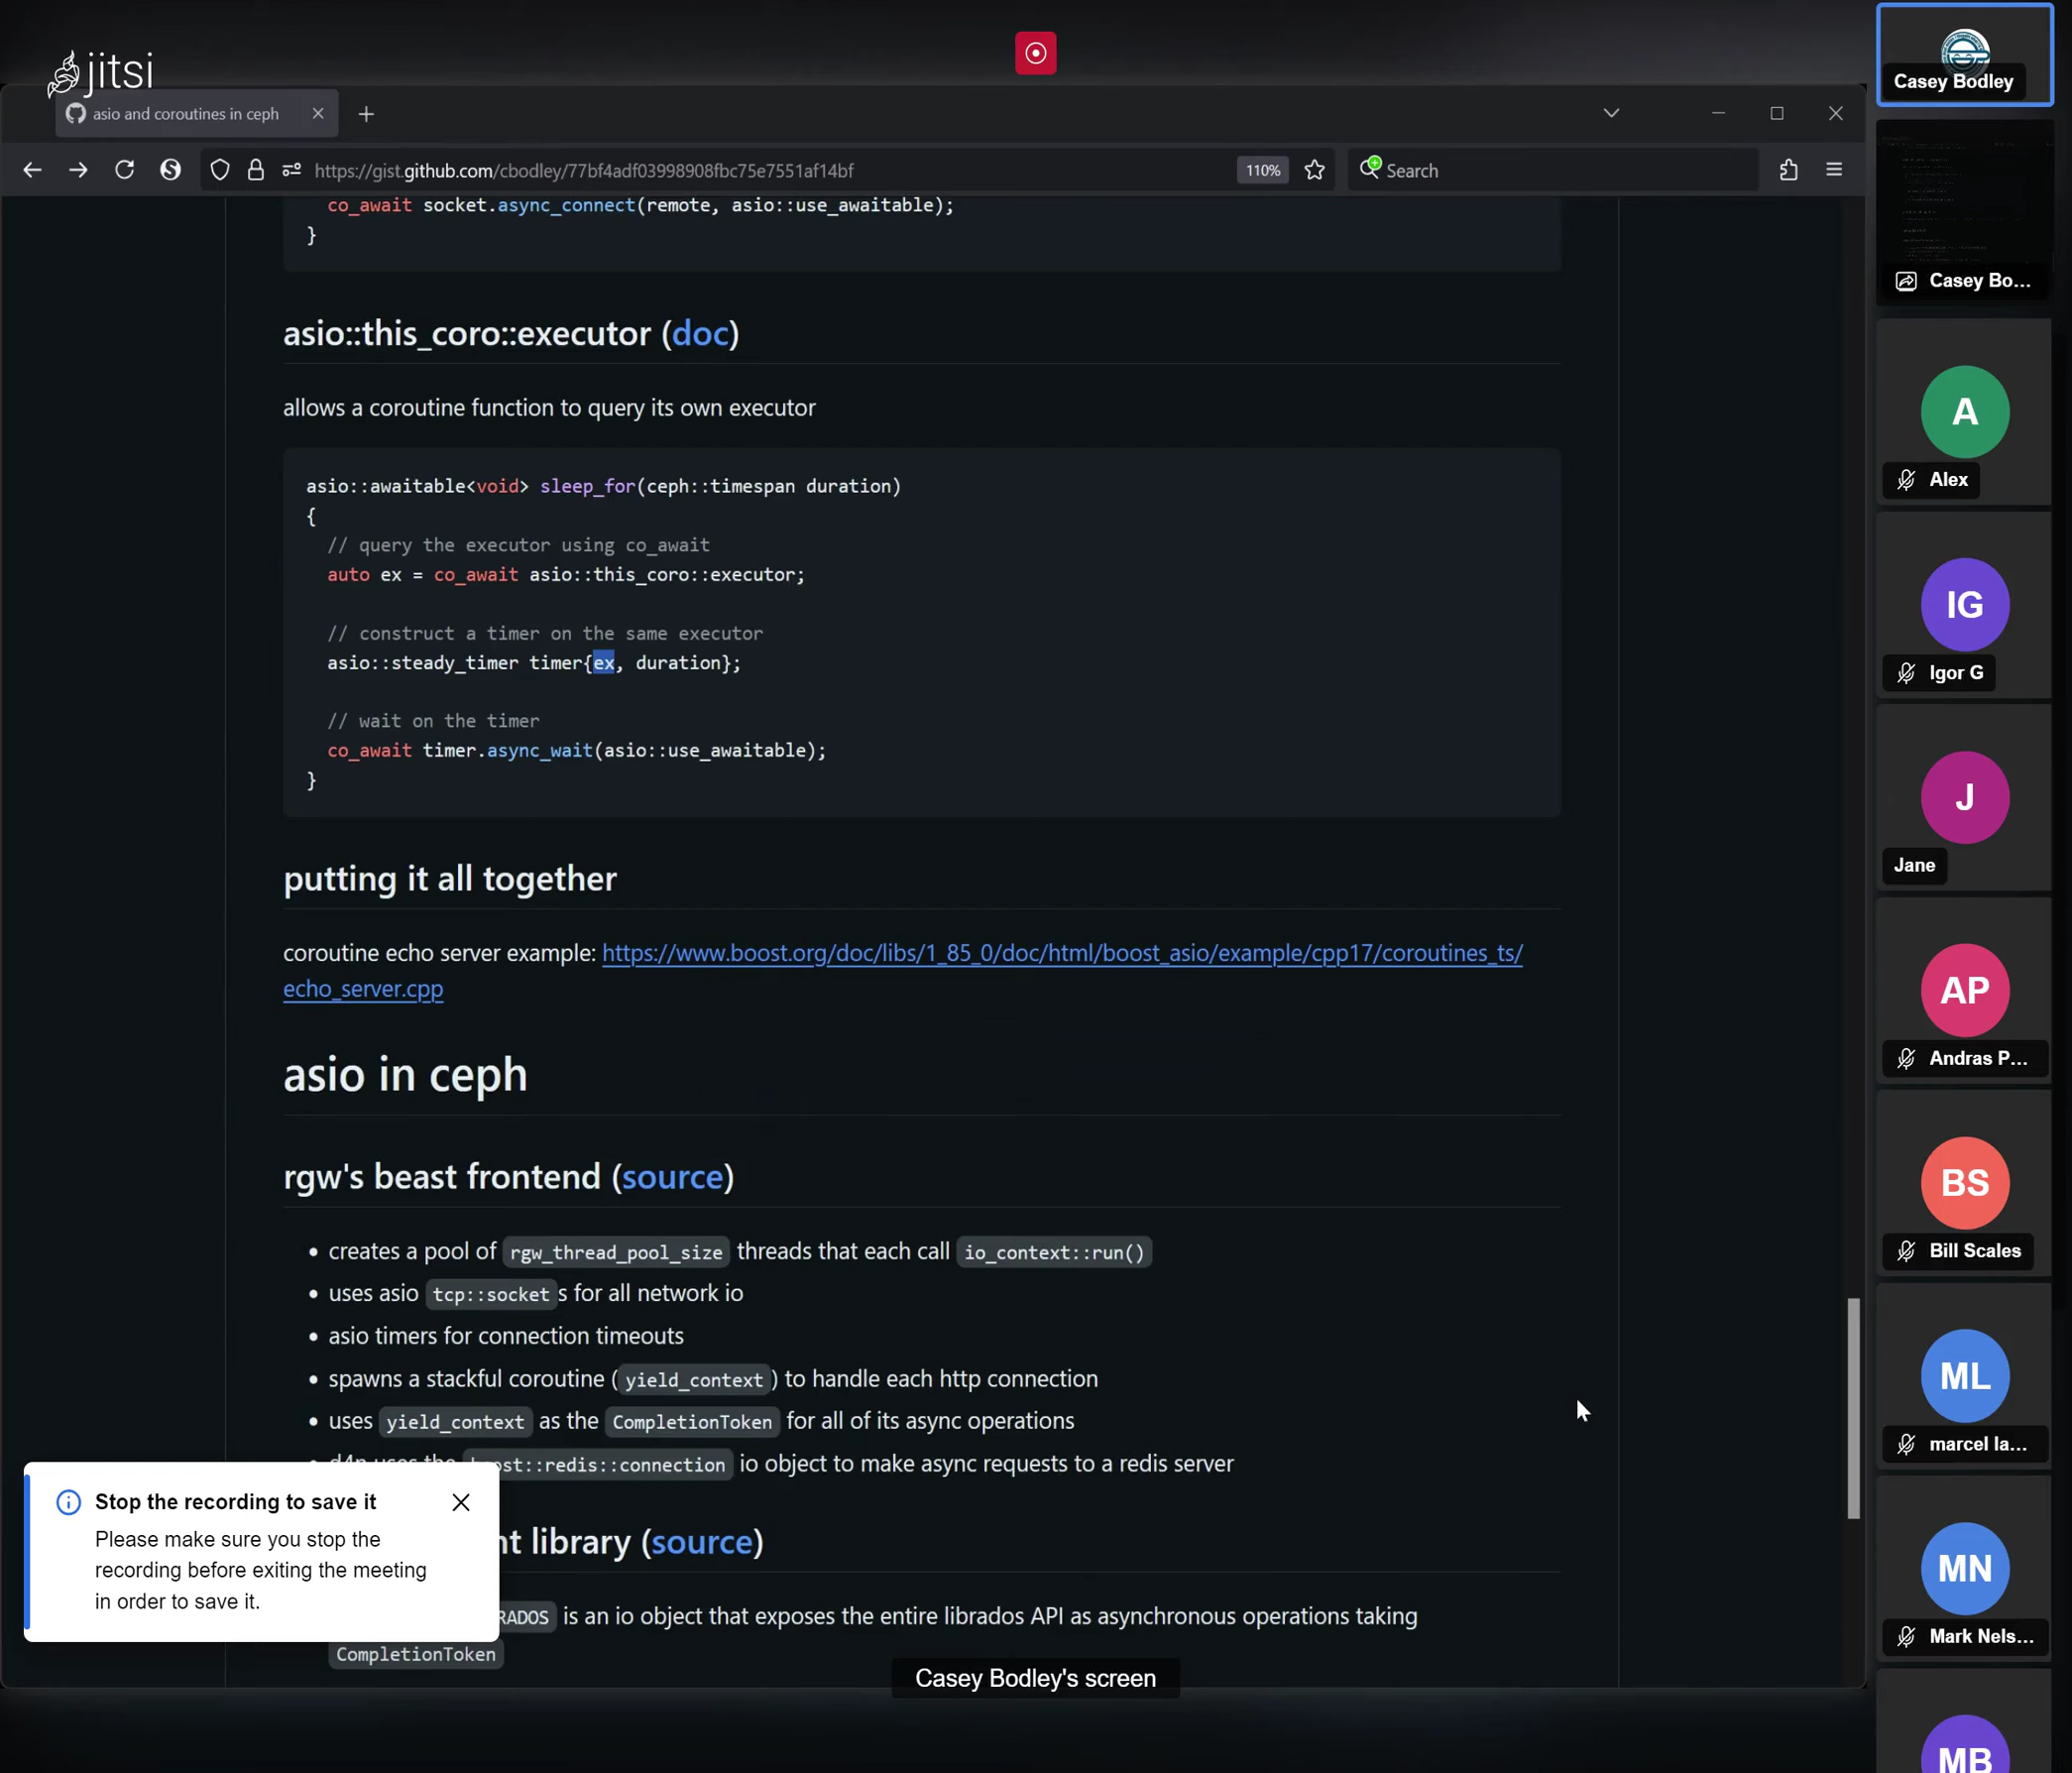 jitsi
asio and coroutines in ceph
https://gist.github.com/cbodley/77bf4adf03998908fbc75e7551af14bf
110%
Search
co_await socket.async_connect(remote, asio::use_awaitable);
}
asio::this_coro::executor (doc)
allows a coroutine function to query its own executor
asio::awaitable<void> sleep_for(ceph::timespan duration)
{
// query the executor using co_await
auto ex = co_await asio::this_coro::executor;
// construct a timer on the same executor
asio::steady_timer timer{ex, duration};
// wait on the timer
co_await timer.async_wait(asio::use_awaitable);
}
putting it all together
coroutine echo server example: https://www.boost.org/doc/libs/1_85_0/doc/html/boost_asio/example/cpp17/coroutines_ts/
echo_server.cpp
asio in ceph
rgw's beast frontend (source)
• creates a pool of rgw_thread_pool_size threads that each call io_context::run()
• uses asio tcp::socket s for all network io
• asio timers for connection timeouts
• spawns a stackful coroutine ( yield_context ) to handle each http connection
• uses yield_context as the CompletionToken for all of its async operations
::redis::connection io object to make async requests to a redis server
library (source)
is an io object that exposes the entire librados API as asynchronous operations taking
CompletionToken
Stop the recording to save it
Please make sure you stop the
recording before exiting the meeting
in order to save it.
Casey Bodley's screen
Casey Bodley
Casey Bo...
A
Alex
IG
Igor G
J
Jane
AP
Andras P...
BS
Bill Scales
ML
marcel la...
MN
Mark Nels...
MB